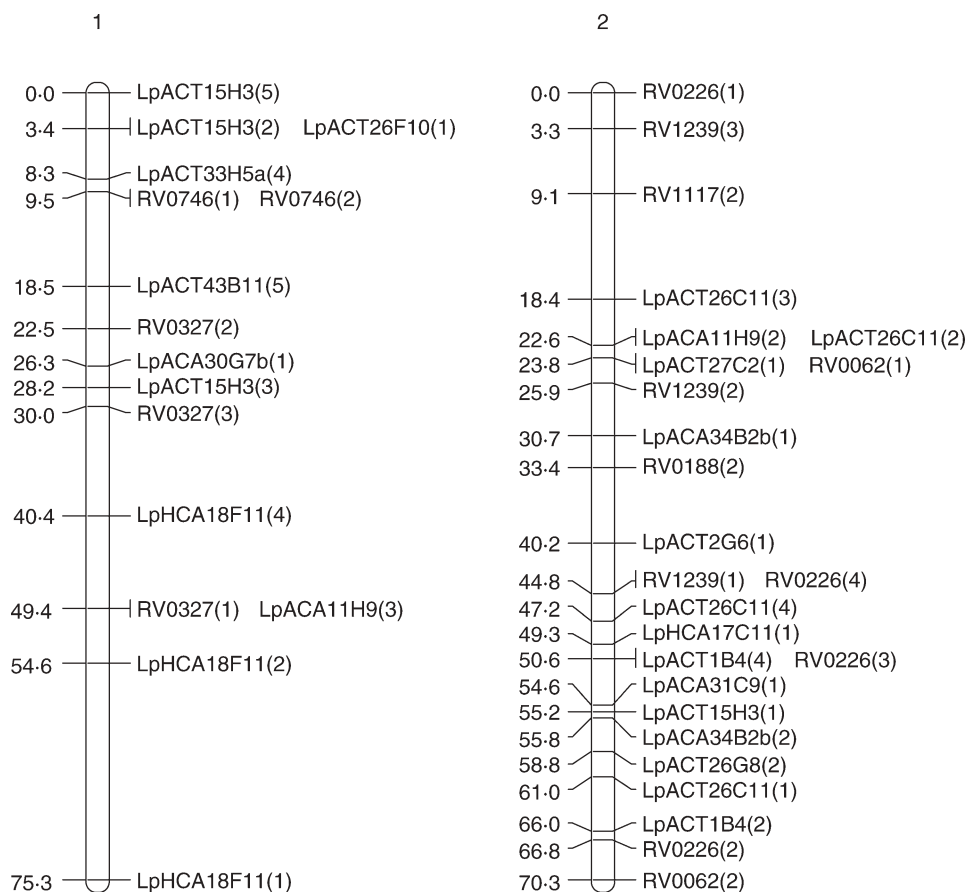 1
0·0 LpACT15H3(5)
3·4 LpACT15H3(2) LpACT26F10(1)
8·3 LpACT33H5a(4)
9·5 RV0746(1) RV0746(2)
18·5 LpACT43B11(5)
22·5 RV0327(2)
26·3 LpACA30G7b(1)
28·2 LpACT15H3(3)
30·0 RV0327(3)
40·4 LpHCA18F11(4)
49·4 RV0327(1) LpACA11H9(3)
54·6 LpHCA18F11(2)
75·3 LpHCA18F11(1)
2
0·0 RV0226(1)
3·3 RV1239(3)
9·1 RV1117(2)
18·4 LpACT26C11(3)
22·6 LpACA11H9(2) LpACT26C11(2)
23·8 LpACT27C2(1) RV0062(1)
25·9 RV1239(2)
30·7 LpACA34B2b(1)
33·4 RV0188(2)
40·2 LpACT2G6(1)
44·8 RV1239(1) RV0226(4)
47·2 LpACT26C11(4)
49·3 LpHCA17C11(1)
50·6 LpACT1B4(4) RV0226(3)
54·6 LpACA31C9(1)
55·2 LpACT15H3(1)
55·8 LpACA34B2b(2)
58·8 LpACT26G8(2)
61·0 LpACT26C11(1)
66·0 LpACT1B4(2)
66·8 RV0226(2)
70·3 RV0062(2)